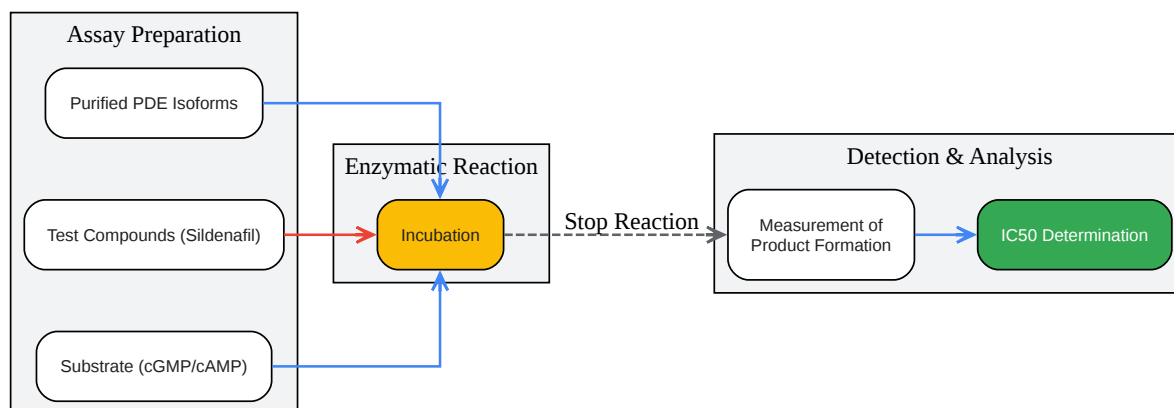 Assay Preparation
Purified PDE Isoforms
Test Compounds (Sildenafil)
Substrate (cGMP/cAMP)
Enzymatic Reaction
Incubation
Stop Reaction
Detection & Analysis
Measurement of
Product Formation
IC50 Determination